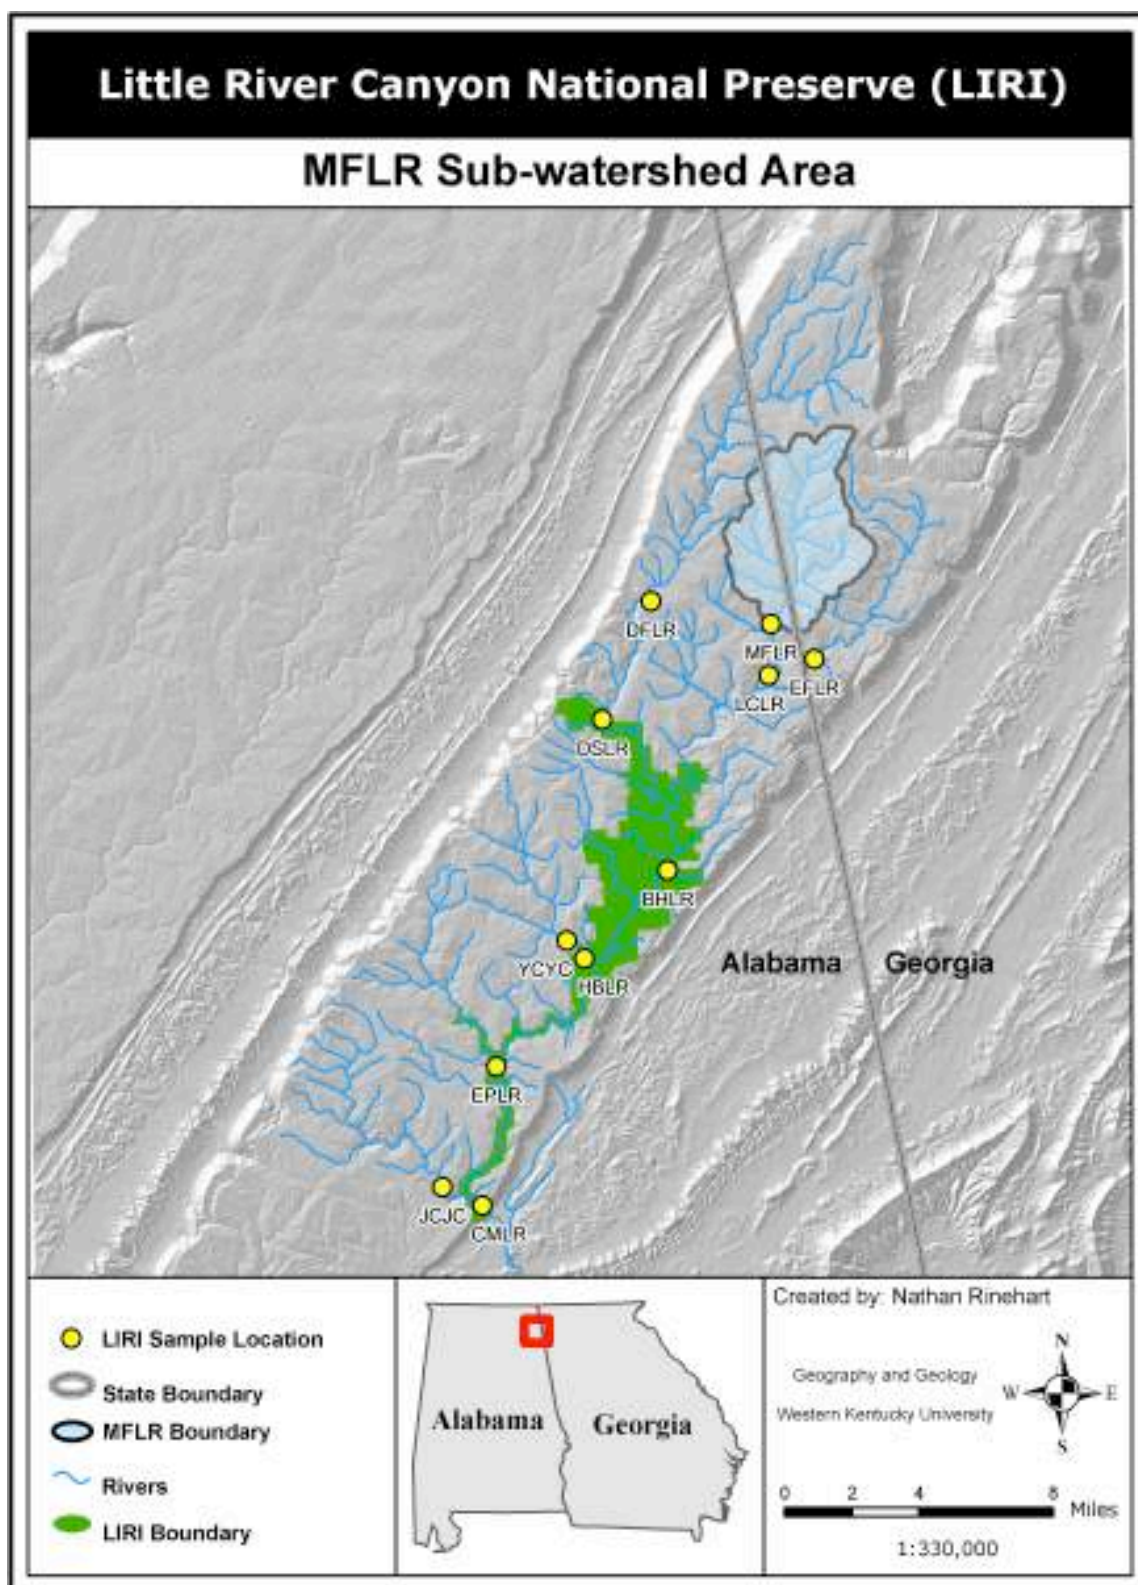 Little River Canyon National Preserve (LIRI)
MFLR Sub-watershed Area
DFLR
MFLR
EFLR
LCLR
DSLR
BHLR
YCYC
HBLR
Alabama
Georgia
EPLR
JCJC
CMLR
LIRI Sample Location
State Boundary
MFLR Boundary
Rivers
LIRI Boundary
Alabama
Georgia
Created by: Nathan Rinehart
Geography and Geology
Western Kentucky University
N
W
E
S
0 2 4 8
Miles
1:330,000